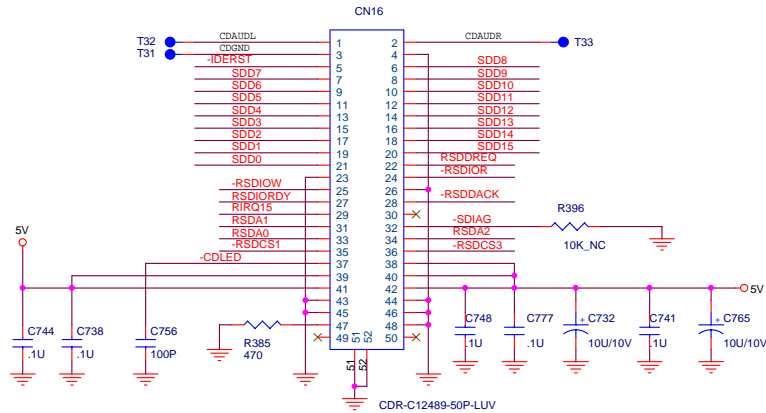 CN16
T32 CDAUDL 1 2 CDAUDR T33
T31 CDGND 3 4
-IDERST 5 6 SDD8
SDD7 7 8 SDD9
SDD6 9 10 SDD10
SDD5 11 12 SDD11
SDD4 13 14 SDD12
SDD3 15 16 SDD13
SDD2 17 18 SDD14
SDD1 19 20 SDD15
SDD0 21 22 RSDDREQ
23 24 -RSDIOR
-RSDIOW 25 26
RSDIORDY 27 28 -RSDDACK
RIRQ15 29 30
RSDA1 31 32 -SDIAG R396 10K_NC
RSDA0 33 34 RSDA2
-RSDCS1 35 36 -RSDCS3
-CDLED 37 38
5V 39 40
41 42 5V
43 44
45 46
47 48
49 50
51 52
51 52
C744 .1U
C738 .1U
C756 100P
R385 470
C748 .1U
C777 .1U
+ C732 10U/10V
C741 .1U
+ C765 10U/10V
CDR-C12489-50P-LUV